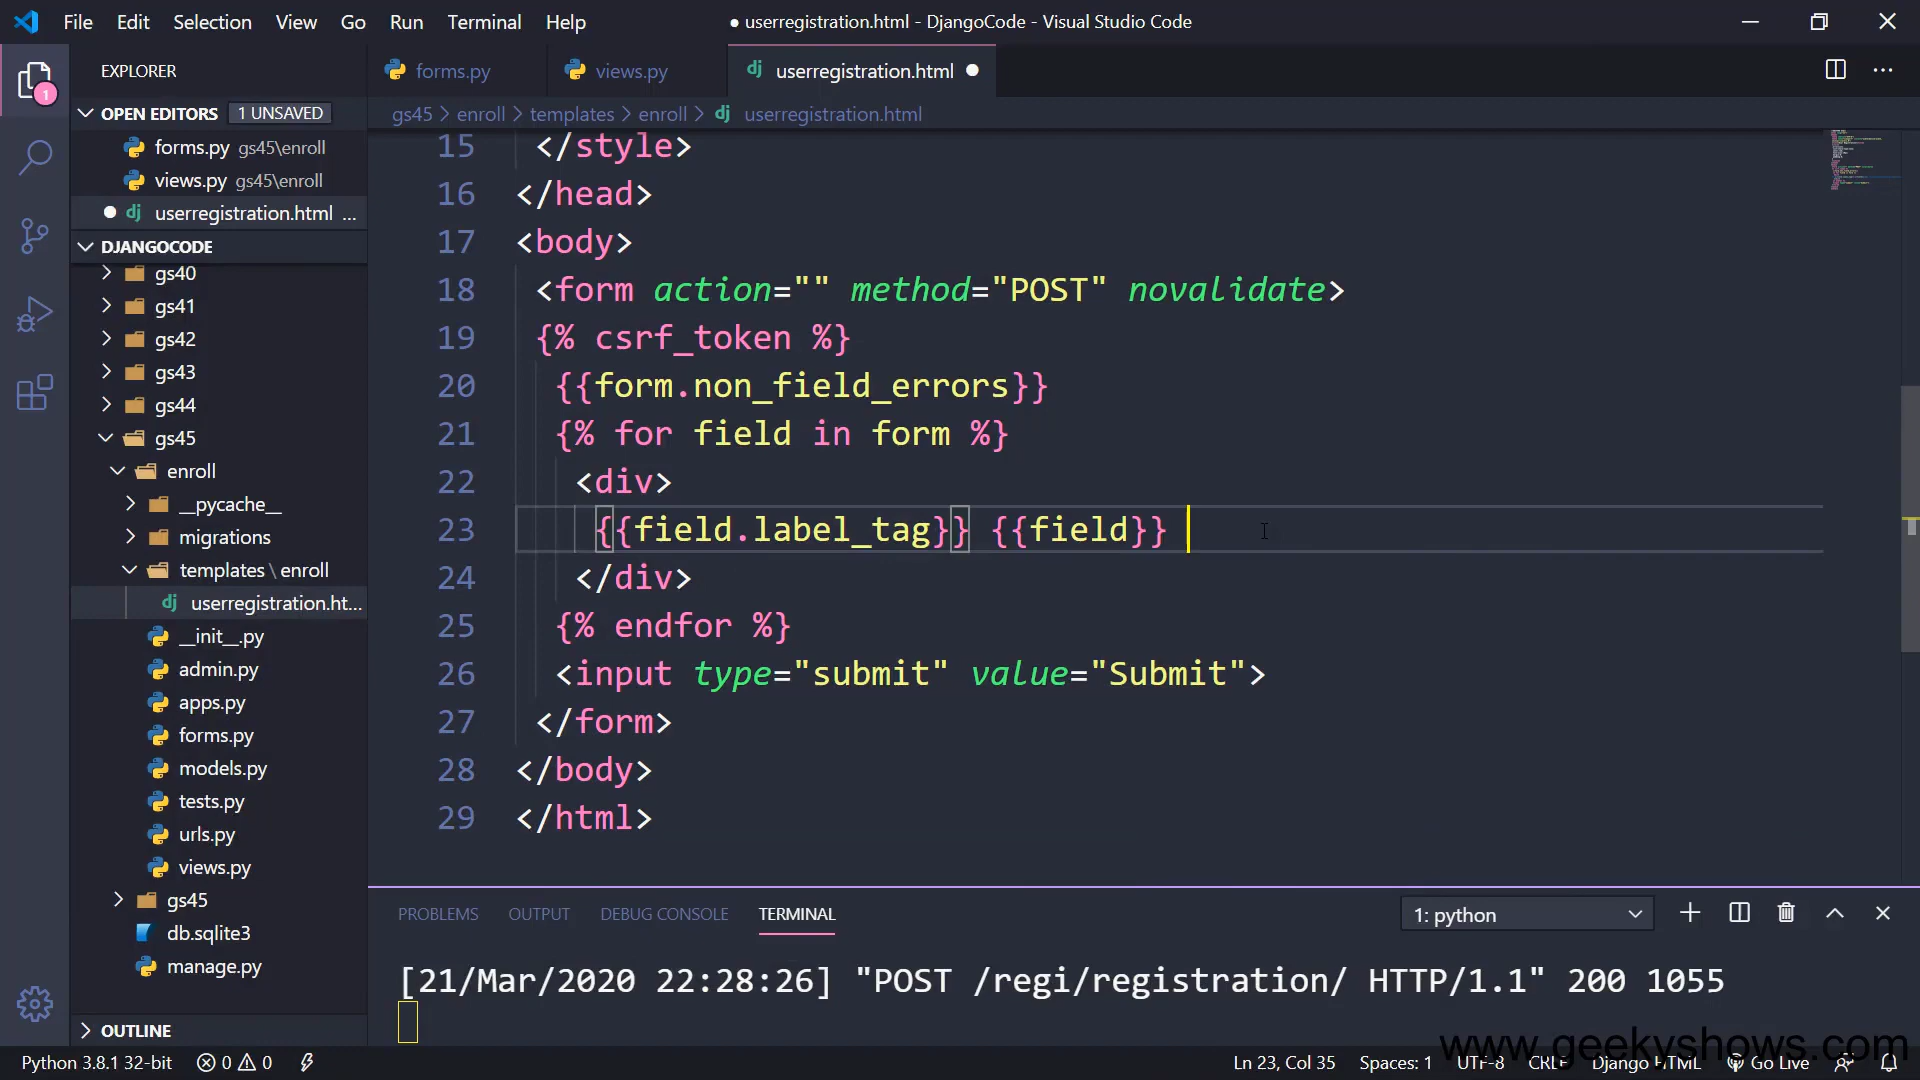 File Edit Selection View Go Run Terminal Help
● userregistration.html - DjangoCode - Visual Studio Code
1
EXPLORER
OPEN EDITORS 1 UNSAVED
forms.py gs45\enroll
views.py gs45\enroll
userregistration.html ...
DJANGOCODE
gs40
gs41
gs42
gs43
gs44
gs45
enroll
__pycache__
migrations
templates \ enroll
userregistration.ht...
__init__.py
admin.py
apps.py
forms.py
models.py
tests.py
urls.py
views.py
gs45
db.sqlite3
manage.py
OUTLINE
forms.py views.py userregistration.html
gs45 > enroll > templates > enroll > userregistration.html
15 </style>
16 </head>
17 <body>
18 <form action="" method="POST" novalidate>
19 {% csrf_token %}
20 {{form.non_field_errors}}
21 {% for field in form %}
22 <div>
23 {{field.label_tag}} {{field}}
24 </div>
25 {% endfor %}
26 <input type="submit" value="Submit">
27 </form>
28 </body>
29 </html>
PROBLEMS OUTPUT DEBUG CONSOLE TERMINAL 1: python
[21/Mar/2020 22:28:26] "POST /regi/registration/ HTTP/1.1" 200 1055
www.geekyshows.com
Python 3.8.1 32-bit 0 0 Ln 23, Col 35 Spaces: 1 UTF-8 CRLF Django HTML Go Live